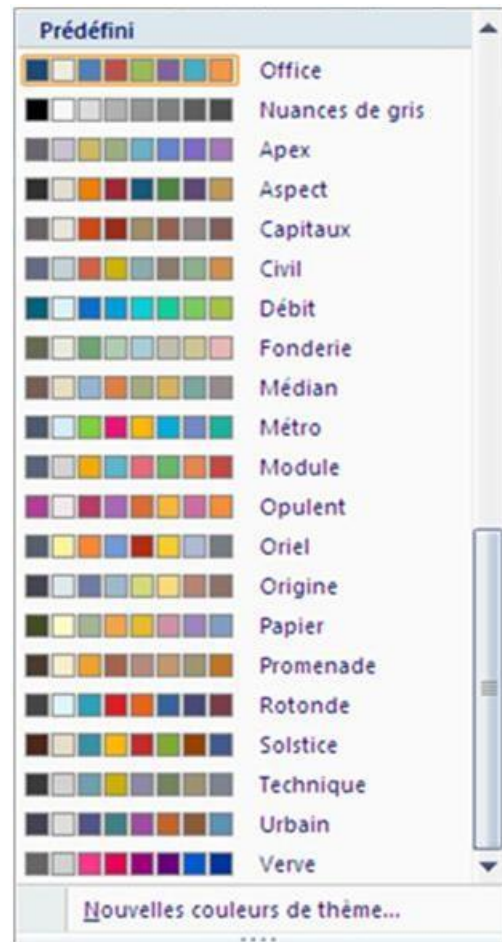 Prédéfini
Office
Nuances de gris
Apex
Aspect
Capitaux
Civil
Débit
Fonderie
Médian
Métro
Module
Opulent
Oriel
Origine
Papier
Promenade
Rotonde
Solstice
Technique
Urbain
Verve
Nouvelles couleurs de thème...